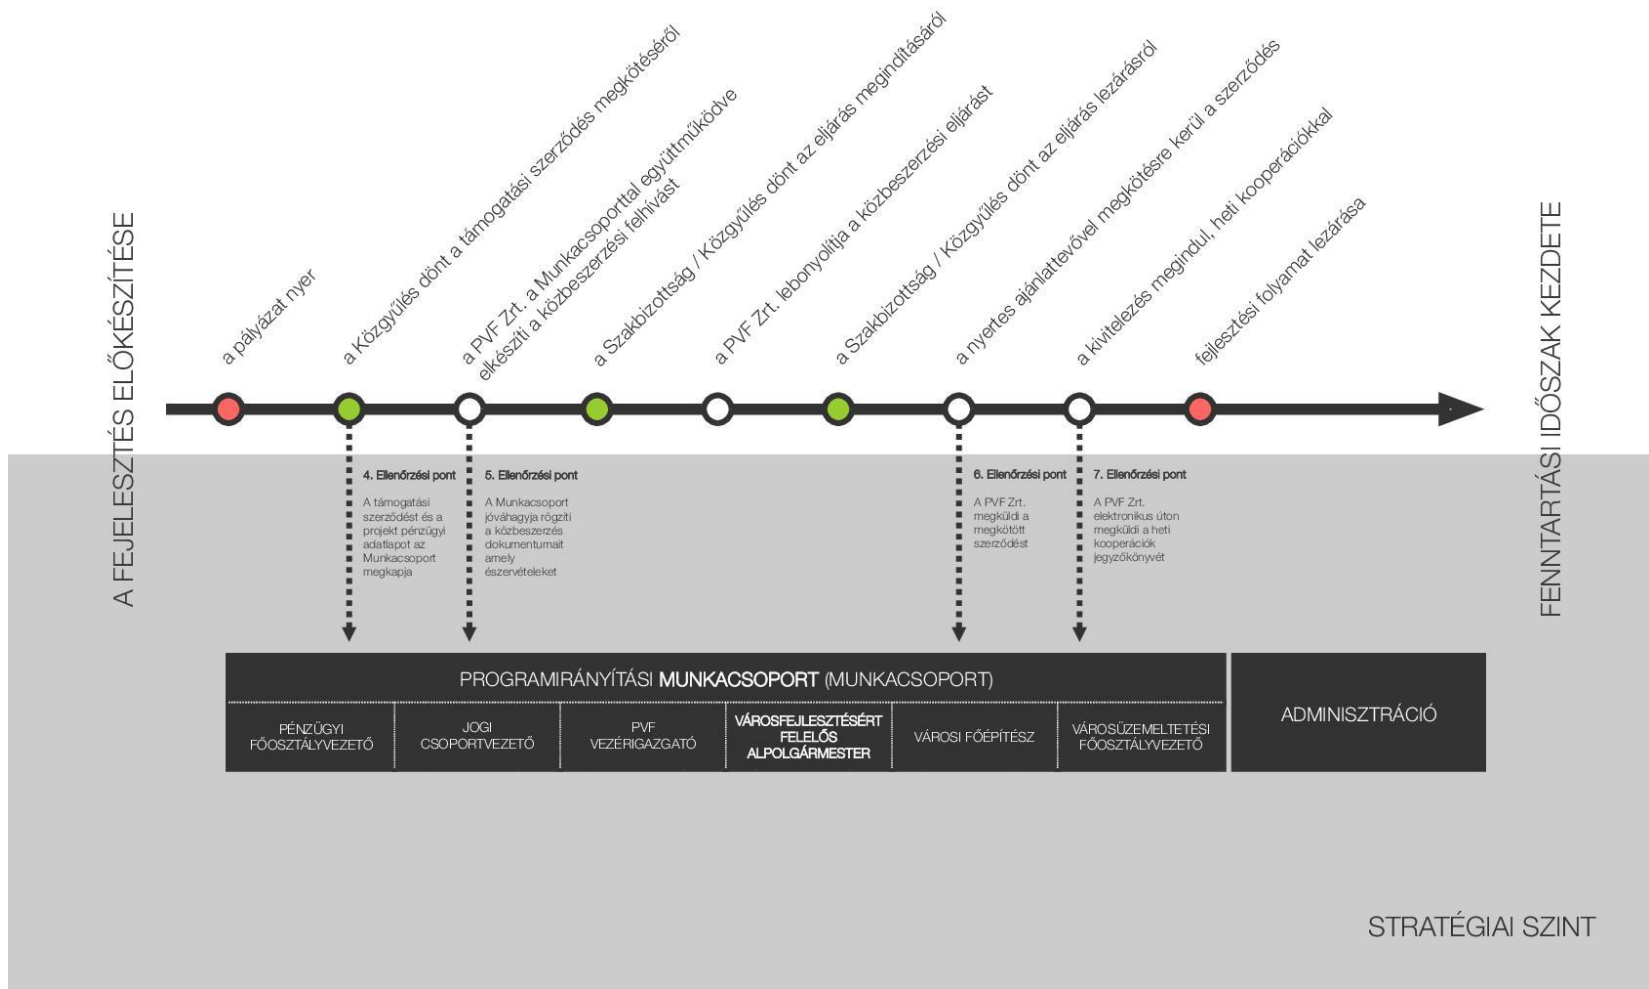 A FEJELESZTÉS ELŐKÉSZÍTÉSE
a pályázat nyer
a Közgyűlés dönt a támogatási szerződés megkötéséről
a PVF Zrt. a Munkacsoporttal együttműködve
elkészíti a közbeszerzési felhívást
a Szakbizottság / Közgyűlés dönt az eljárás megindításáról
a PVF Zrt. lebonyolítja a közbeszerzési eljárást
a Szakbizottság / Közgyűlés dönt az eljárás lezárásról
a nyertes ajánlattevővel megkötésre kerül a szerződés
a kivitelezés megindul, heti kooperációkkal
fejlesztési folyamat lezárása
FENNTARTÁSI IDŐSZAK KEZDETE
4. Ellenőrzési pont
A támogatási
szerződést és a
projekt pénzügyi
adatlapot az
Munkacsoport
megkapja
5. Ellenőrzési pont
A Munkacsoport
jóváhagyja rögzíti
a közbeszerzés
dokumentumait
amely
észervételeket
6. Ellenőrzési pont
A PVF Zrt.
megküldi a
megkötött
szerződést
7. Ellenőrzési pont
A PVF Zrt.
elektronikus úton
megküldi a heti
kooperációk
jegyzőkönyvét
PROGRAMIRÁNYÍTÁSI MUNKACSOPORT (MUNKACSOPORT)
PÉNZÜGYI
FŐOSZTÁLYVEZETŐ
JOGI
CSOPORTVEZETŐ
PVF
VEZÉRIGAZGATÓ
VÁROSFEJLESZTÉSÉRT
FELELŐS
ALPOLGÁRMESTER
VÁROSI FŐÉPÍTÉSZ
VÁROSÜZEMELTETÉSI
FŐOSZTÁLYVEZETŐ
ADMINISZTRÁCIÓ
STRATÉGIAI SZINT